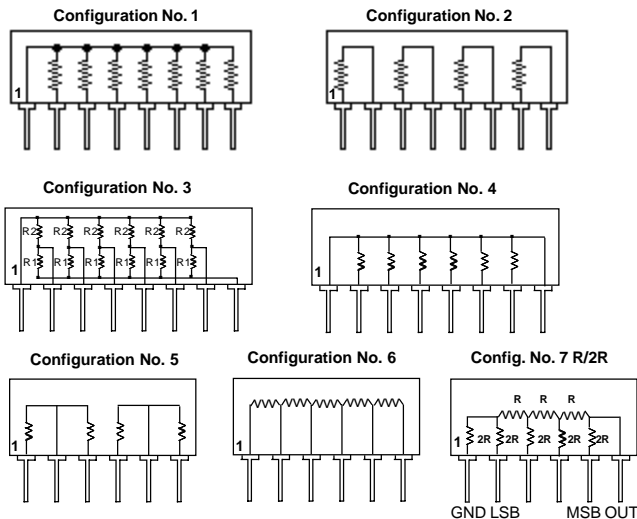 Configuration No. 1
Configuration No. 2
1
1
Configuration No. 3
Configuration No. 4
R2 R2 R2 R2 R2 R2
R1 R1 R1 R1 R1 R1
1
1
Configuration No. 5
Configuration No. 6
Config. No. 7 R/2R
R R R
1
1
1 2R 2R 2R 2R 2R
GND LSB MSB OUT